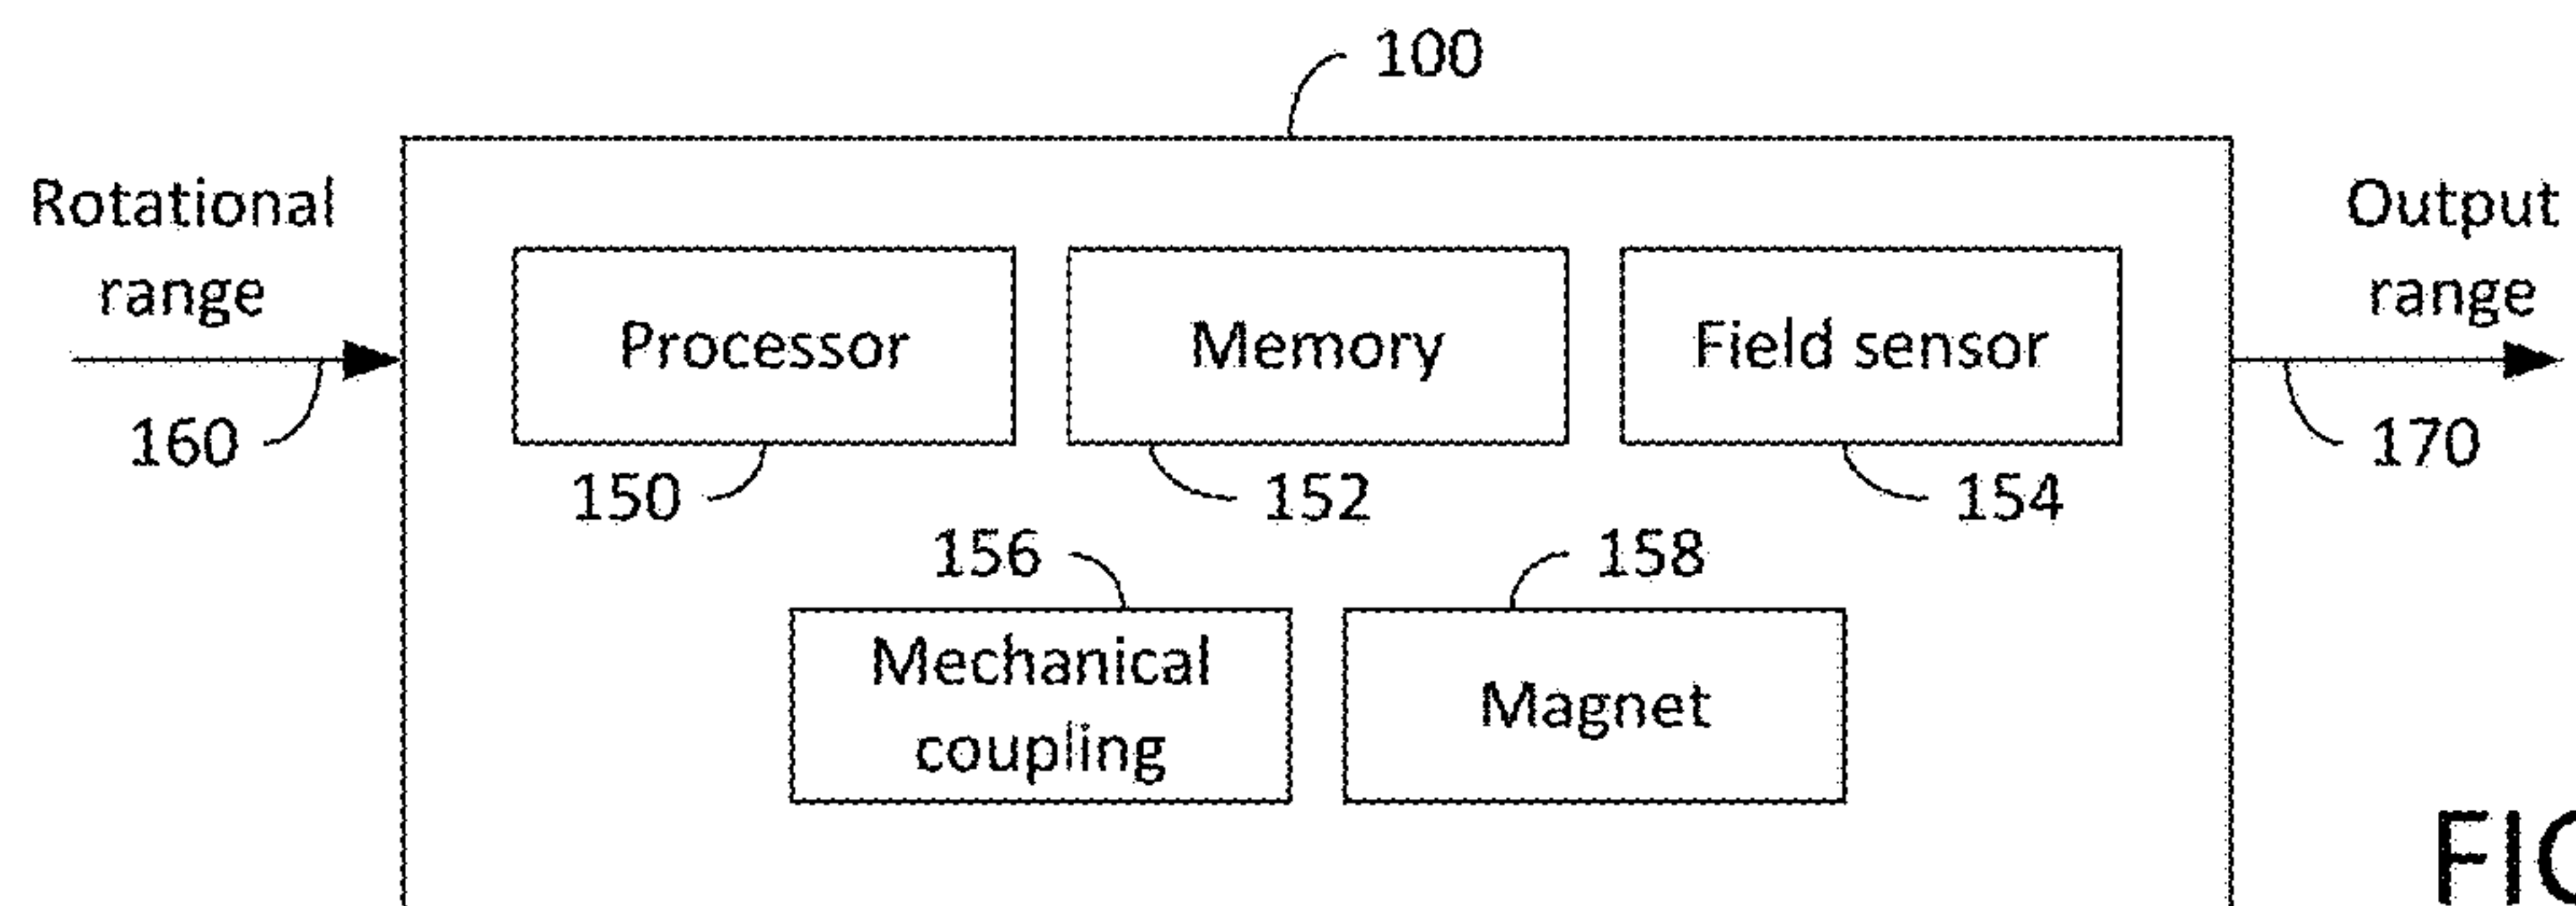 100
Rotational
range
Output
range
Processor
Memory
Field sensor
160
170
150
152
154
156
158
Mechanical
coupling
Magnet